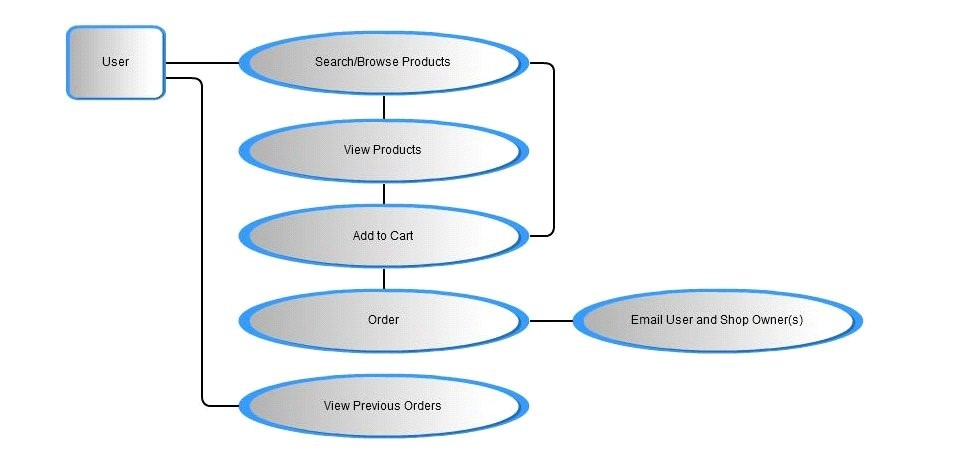 User
Search/Browse Products
View Products
Add to Cart
Order
Email User and Shop Owner(s)
View Previous Orders